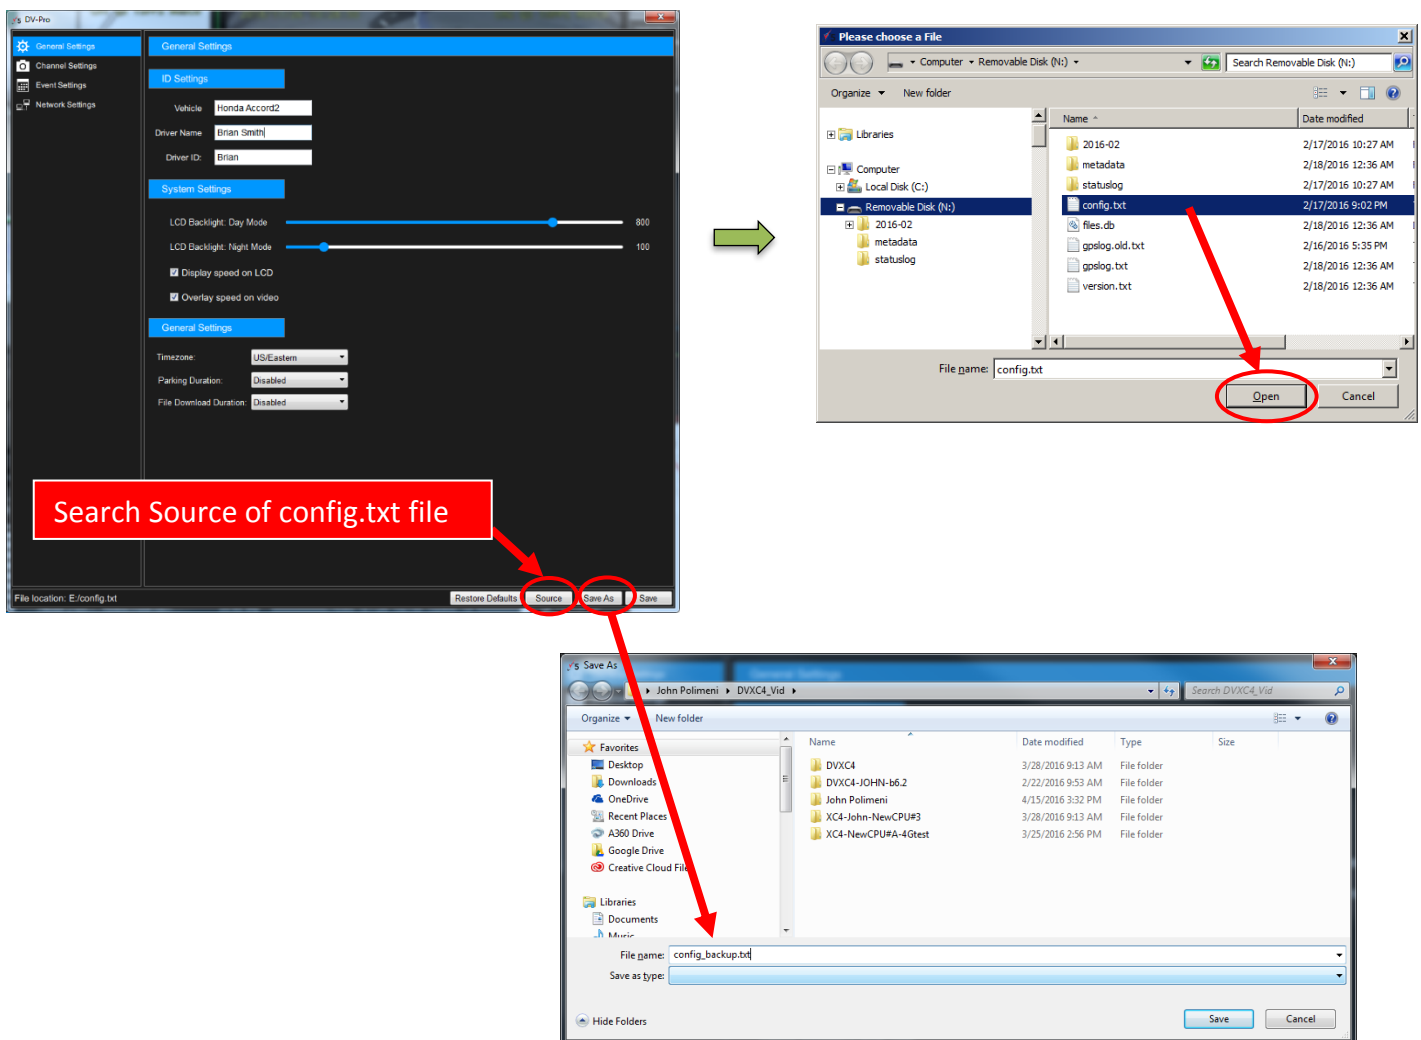 DV-Pro
General Settings
Channel Settings
Event Settings
Network Settings
General Settings
ID Settings
Vehicle Honda Accord2
Driver Name Brian Smith
Driver ID: Brian
System Settings
LCD Backlight: Day Mode 800
LCD Backlight: Night Mode 100
Display speed on LCD
Overlay speed on video
General Settings
Timezone: US/Eastern
Parking Duration: Disabled
File Download Duration: Disabled
Search Source of config.txt file
File location: E:/config.txt
Restore Defaults Source Save As Save
Please choose a File
Computer Removable Disk (N:)
Search Removable Disk (N:)
Organize New folder
Libraries
Computer
Local Disk (C:)
Removable Disk (N:)
2016-02
metadata
statuslog
Name Date modified
2016-02 2/17/2016 10:27 AM
metadata 2/18/2016 12:36 AM
statuslog 2/17/2016 10:27 AM
config.txt 2/17/2016 9:02 PM
files.db 2/18/2016 12:36 AM
gpslog.old.txt 2/16/2016 5:35 PM
gpslog.txt 2/18/2016 12:36 AM
version.txt 2/18/2016 12:36 AM
File name: config.txt
Open Cancel
Save As
John Polimeni DVXC4_Vid
Search DVXC4_Vid
Organize New folder
Favorites
Desktop
Downloads
OneDrive
Recent Places
A360 Drive
Google Drive
Creative Cloud File
Libraries
Documents
Music
Name Date modified Type Size
DVXC4 3/28/2016 9:13 AM File folder
DVXC4-JOHN-b6.2 2/22/2016 9:53 AM File folder
John Polimeni 4/15/2016 3:32 PM File folder
XC4-John-NewCPU#3 3/28/2016 9:13 AM File folder
XC4-NewCPU#A-4Gtest 3/25/2016 2:56 PM File folder
File name: config_backup.txt
Save as type:
Hide Folders
Save Cancel